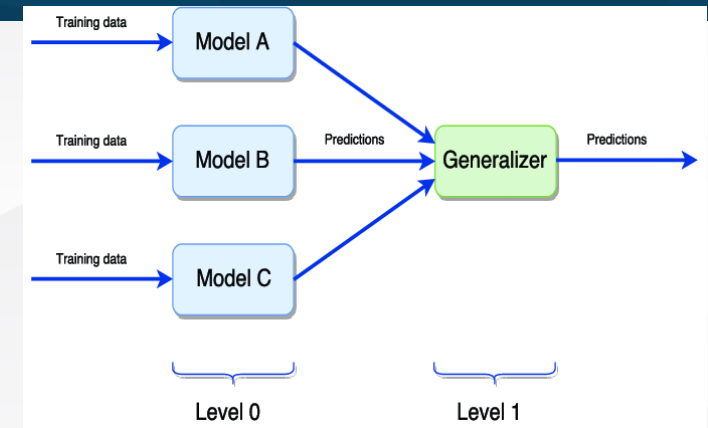 Training data
Model A
Training data
Model B
Predictions
Generalizer
Predictions
Training data
Model C
Level 0
Level 1